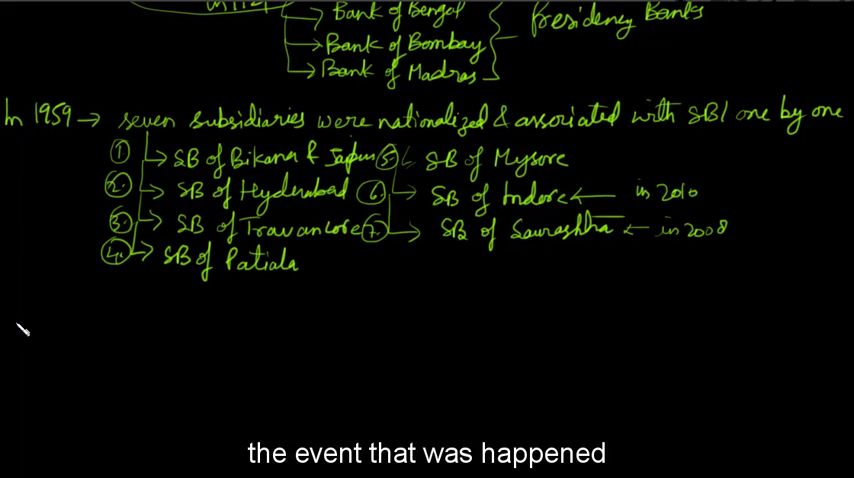 Bank of Bengal
Bank of Bombay
Presidency Banks
Bank of Madras
In 1959 → seven subsidiaries were nationalized & associated with SBI one by one
① SB of Bikana & Jaipur
② SB of Hyderabad
③ SB of Travancore
④ SB of Patiala
⑤ SB of Mysore
⑥ SB of Indore ← in 2010
⑦ SB of Saurashtra ← in 2008
the event that was happened